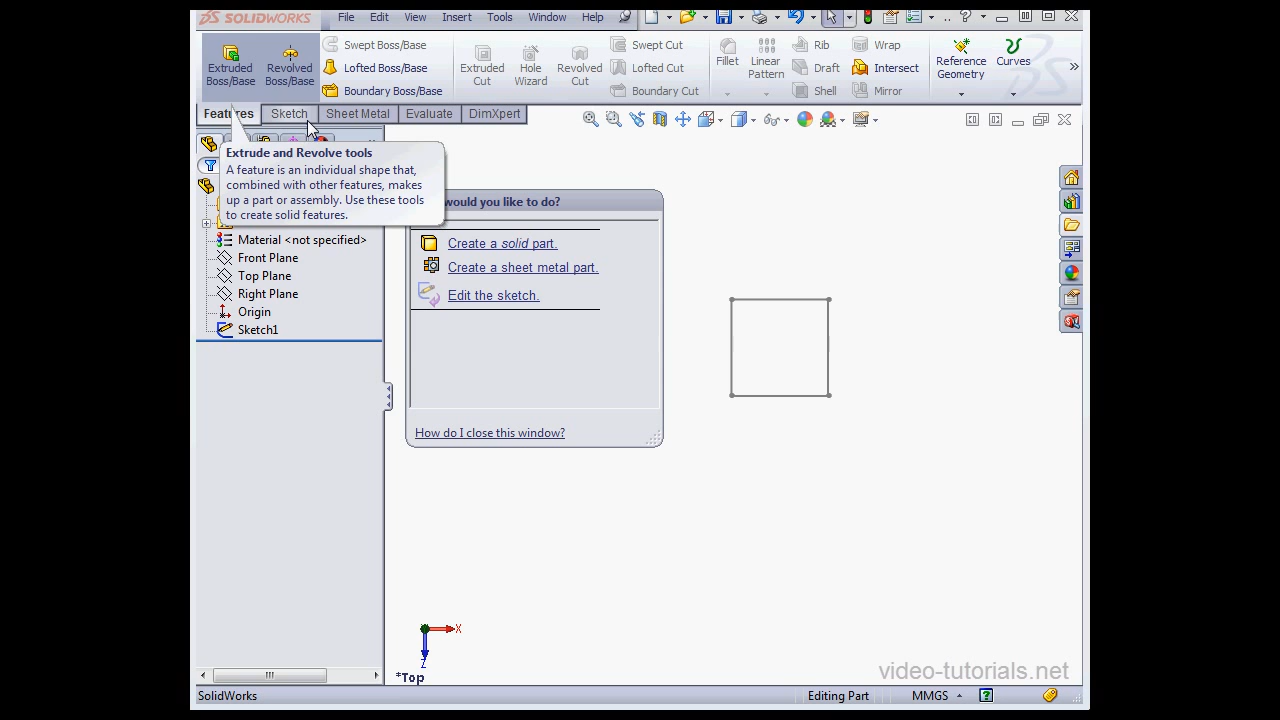 SOLIDWORKS File Edit View Insert Tools Window Help
Extruded Boss/Base
Revolved Boss/Base
Swept Boss/Base
Lofted Boss/Base
Boundary Boss/Base
Extruded Cut
Hole Wizard
Revolved Cut
Swept Cut
Lofted Cut
Boundary Cut
Fillet
Linear Pattern
Rib
Draft
Shell
Wrap
Intersect
Mirror
Reference Geometry
Curves
Features Sketch Sheet Metal Evaluate DimXpert
Extrude and Revolve tools
A feature is an individual shape that,
combined with other features, makes
up a part or assembly. Use these tools
to create solid features.
would you like to do?
Create a solid part.
Create a sheet metal part.
Edit the sketch.
How do I close this window?
Material <not specified>
Front Plane
Top Plane
Right Plane
Origin
Sketch1
X
Z
*Top
video-tutorials.net
SolidWorks Editing Part MMGS